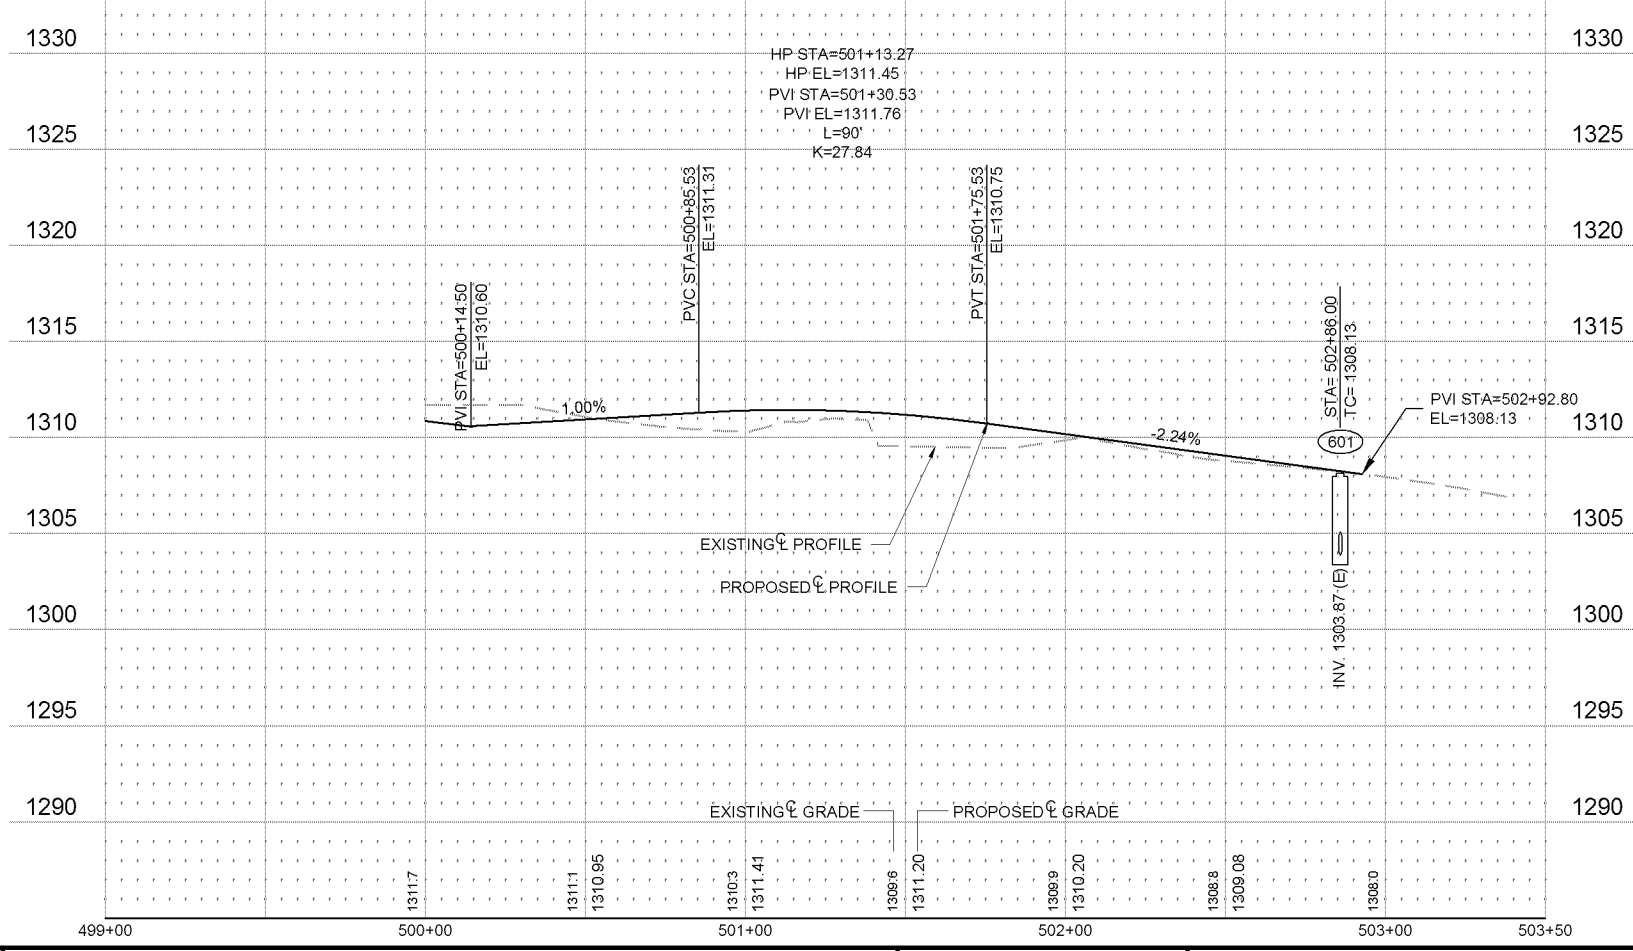 1330
1330
1325
1325
1320
1320
1315
1315
1310
1310
1305
1305
1300
1300
1295
1295
1290
1290
HP STA=501+13.27
HP EL=1311.45
PVI STA=501+30.53
PVI EL=1311.76
L=90'
K=27.84
PVI STA=500+14.50
EL=1310.60
PVC STA=500+85.53
EL=1311.31
PVT STA=501+75.53
EL=1310.75
STA= 502+86.00
TC= 1308.13
1.00%
-2.24%
601
PVI STA=502+92.80
EL=1308.13
EXISTING ℄ PROFILE
PROPOSED ℄ PROFILE
INV. 1303.87 (E)
EXISTING ℄ GRADE
PROPOSED ℄ GRADE
1311.7
1311.1
1310.95
1310.3
1311.41
1309.6
1311.20
1309.9
1310.20
1308.8
1309.08
1308.0
499+00
500+00
501+00
502+00
503+00
503+50